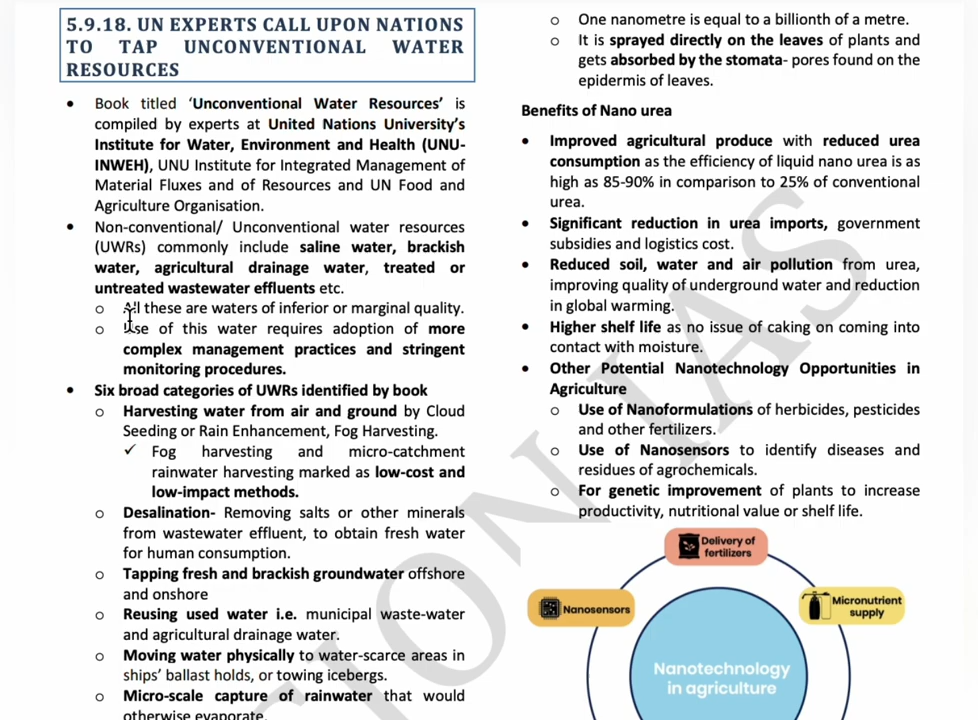 5.9.18. UN EXPERTS CALL UPON NATIONS
TO TAP UNCONVENTIONAL WATER
RESOURCES
• Book titled ‘Unconventional Water Resources’ is
compiled by experts at United Nations University’s
Institute for Water, Environment and Health (UNU-
INWEH), UNU Institute for Integrated Management of
Material Fluxes and of Resources and UN Food and
Agriculture Organisation.
• Non-conventional/ Unconventional water resources
(UWRs) commonly include saline water, brackish
water, agricultural drainage water, treated or
untreated wastewater effluents etc.
o All these are waters of inferior or marginal quality.
o Use of this water requires adoption of more
complex management practices and stringent
monitoring procedures.
• Six broad categories of UWRs identified by book
o Harvesting water from air and ground by Cloud
Seeding or Rain Enhancement, Fog Harvesting.
✓ Fog harvesting and micro-catchment
rainwater harvesting marked as low-cost and
low-impact methods.
o Desalination- Removing salts or other minerals
from wastewater effluent, to obtain fresh water
for human consumption.
o Tapping fresh and brackish groundwater offshore
and onshore
o Reusing used water i.e. municipal waste-water
and agricultural drainage water.
o Moving water physically to water-scarce areas in
ships’ ballast holds, or towing icebergs.
o Micro-scale capture of rainwater that would
otherwise evaporate.
o One nanometre is equal to a billionth of a metre.
o It is sprayed directly on the leaves of plants and
gets absorbed by the stomata- pores found on the
epidermis of leaves.
Benefits of Nano urea
• Improved agricultural produce with reduced urea
consumption as the efficiency of liquid nano urea is as
high as 85-90% in comparison to 25% of conventional
urea.
• Significant reduction in urea imports, government
subsidies and logistics cost.
• Reduced soil, water and air pollution from urea,
improving quality of underground water and reduction
in global warming.
• Higher shelf life as no issue of caking on coming into
contact with moisture.
• Other Potential Nanotechnology Opportunities in
Agriculture
o Use of Nanoformulations of herbicides, pesticides
and other fertilizers.
o Use of Nanosensors to identify diseases and
residues of agrochemicals.
o For genetic improvement of plants to increase
productivity, nutritional value or shelf life.
Delivery of
fertilizers
Nanosensors
Micronutrient
supply
Nanotechnology
in agriculture
ION IAS